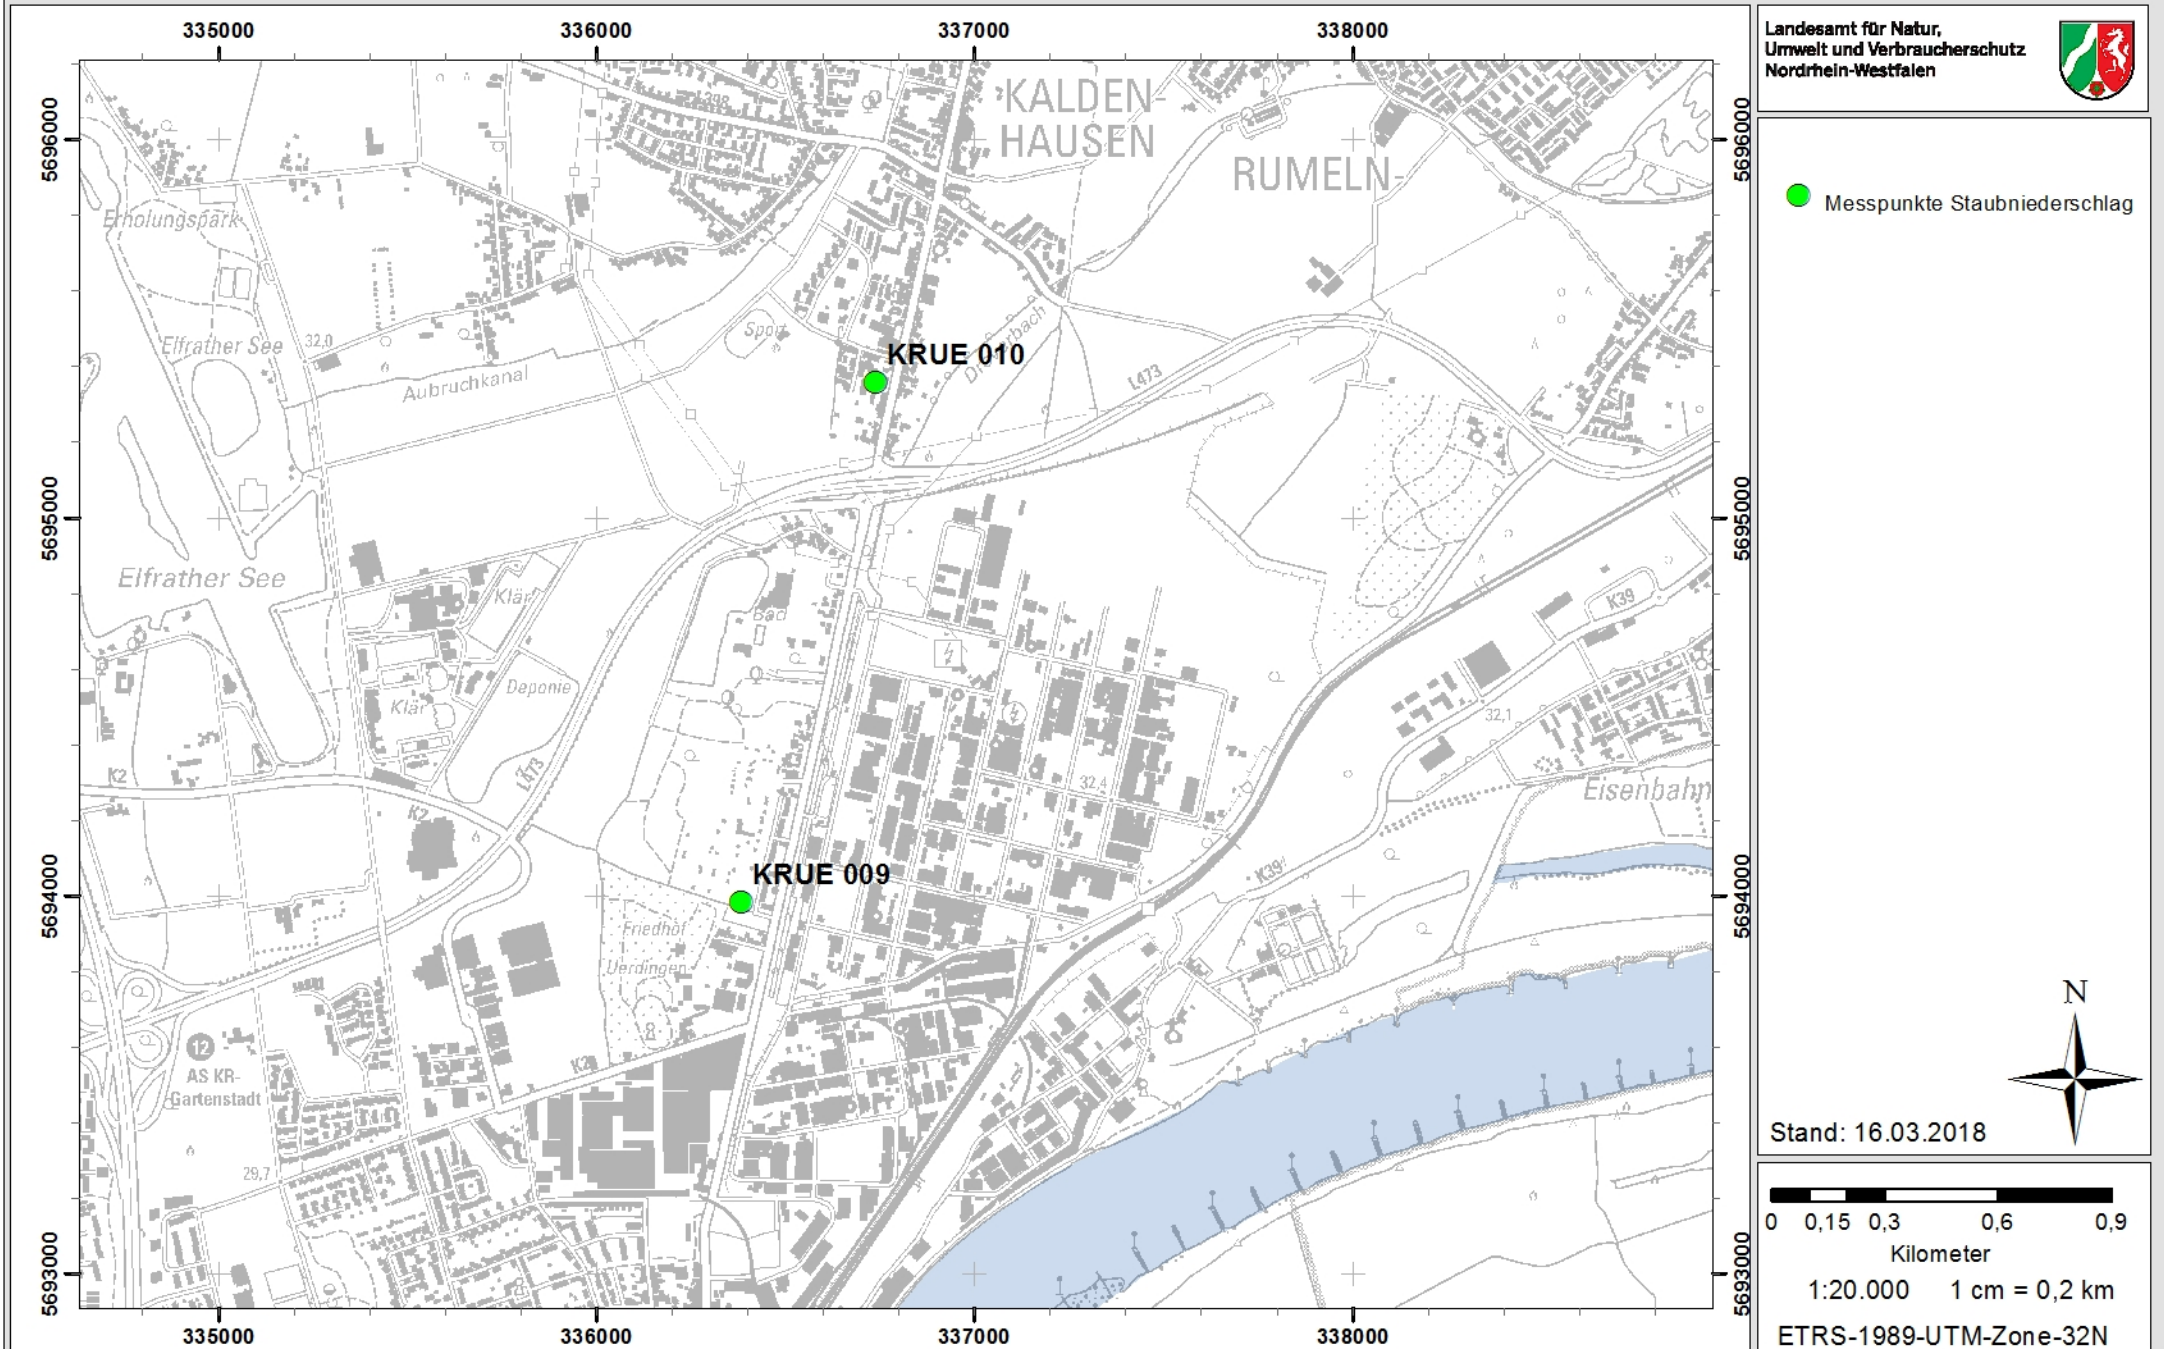 335000
336000
337000
338000
Landesamt für Natur,
Umwelt und Verbraucherschutz
Nordrhein-Westfalen
5696000
5696000
L298
KALDEN-
HAUSEN
RUMELN-
Messpunkte Staubniederschlag
Erholungspark
Elfrather See
32,0
Sport
KRUE 010
Aubruchkanal
L473
5695000
5695000
Elfrather See
Klär
Bad
K39
Deponie
Klär
32,1
K2
L473
32,4
Eisenbahn
K2
KRUE 009
K39
5694000
5694000
Friedhof
Uerdingen
N
12
AS KR-
Gartenstadt
K2
29,7
Stand: 16.03.2018
0 0,15 0,3 0,6 0,9
Kilometer
5693000
5693000
1:20.000 1 cm = 0,2 km
ETRS-1989-UTM-Zone-32N
335000
336000
337000
338000